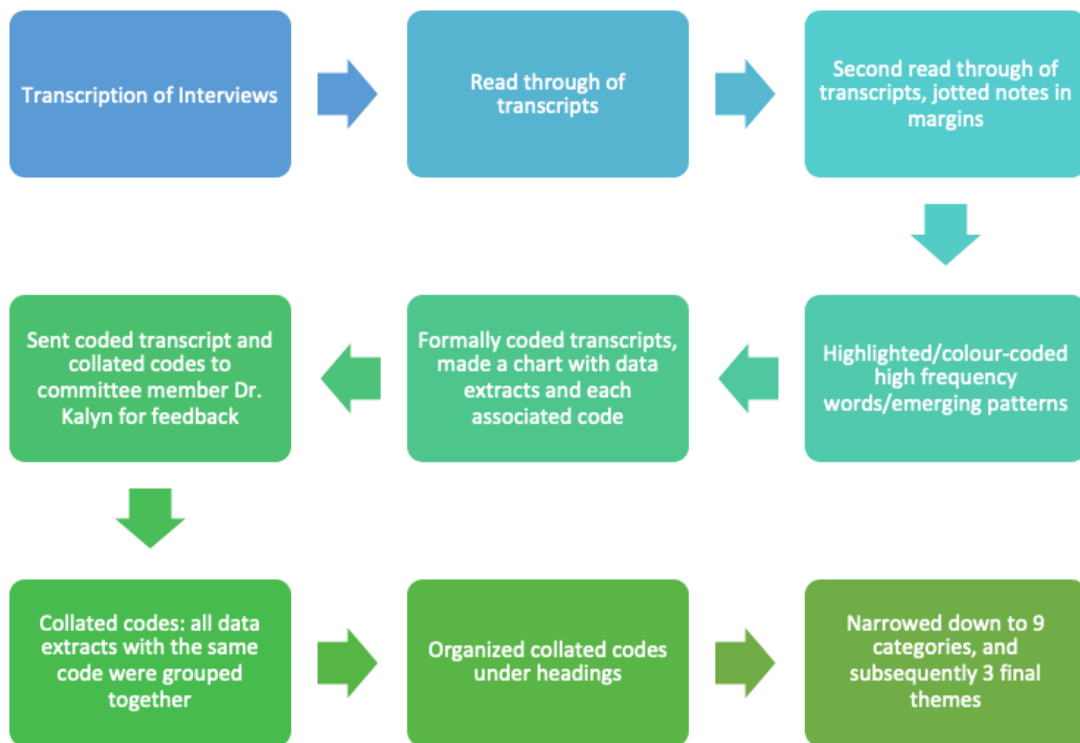 Transcription of Interviews
Read through of
transcripts
Second read through of
transcripts, jotted notes in
margins
Highlighted/colour-coded
high frequency
words/emerging patterns
Formally coded transcripts,
made a chart with data
extracts and each
associated code
Sent coded transcript and
collated codes to
committee member Dr.
Kalyn for feedback
Collated codes: all data
extracts with the same
code were grouped
together
Organized collated codes
under headings
Narrowed down to 9
categories, and
subsequently 3 final
themes